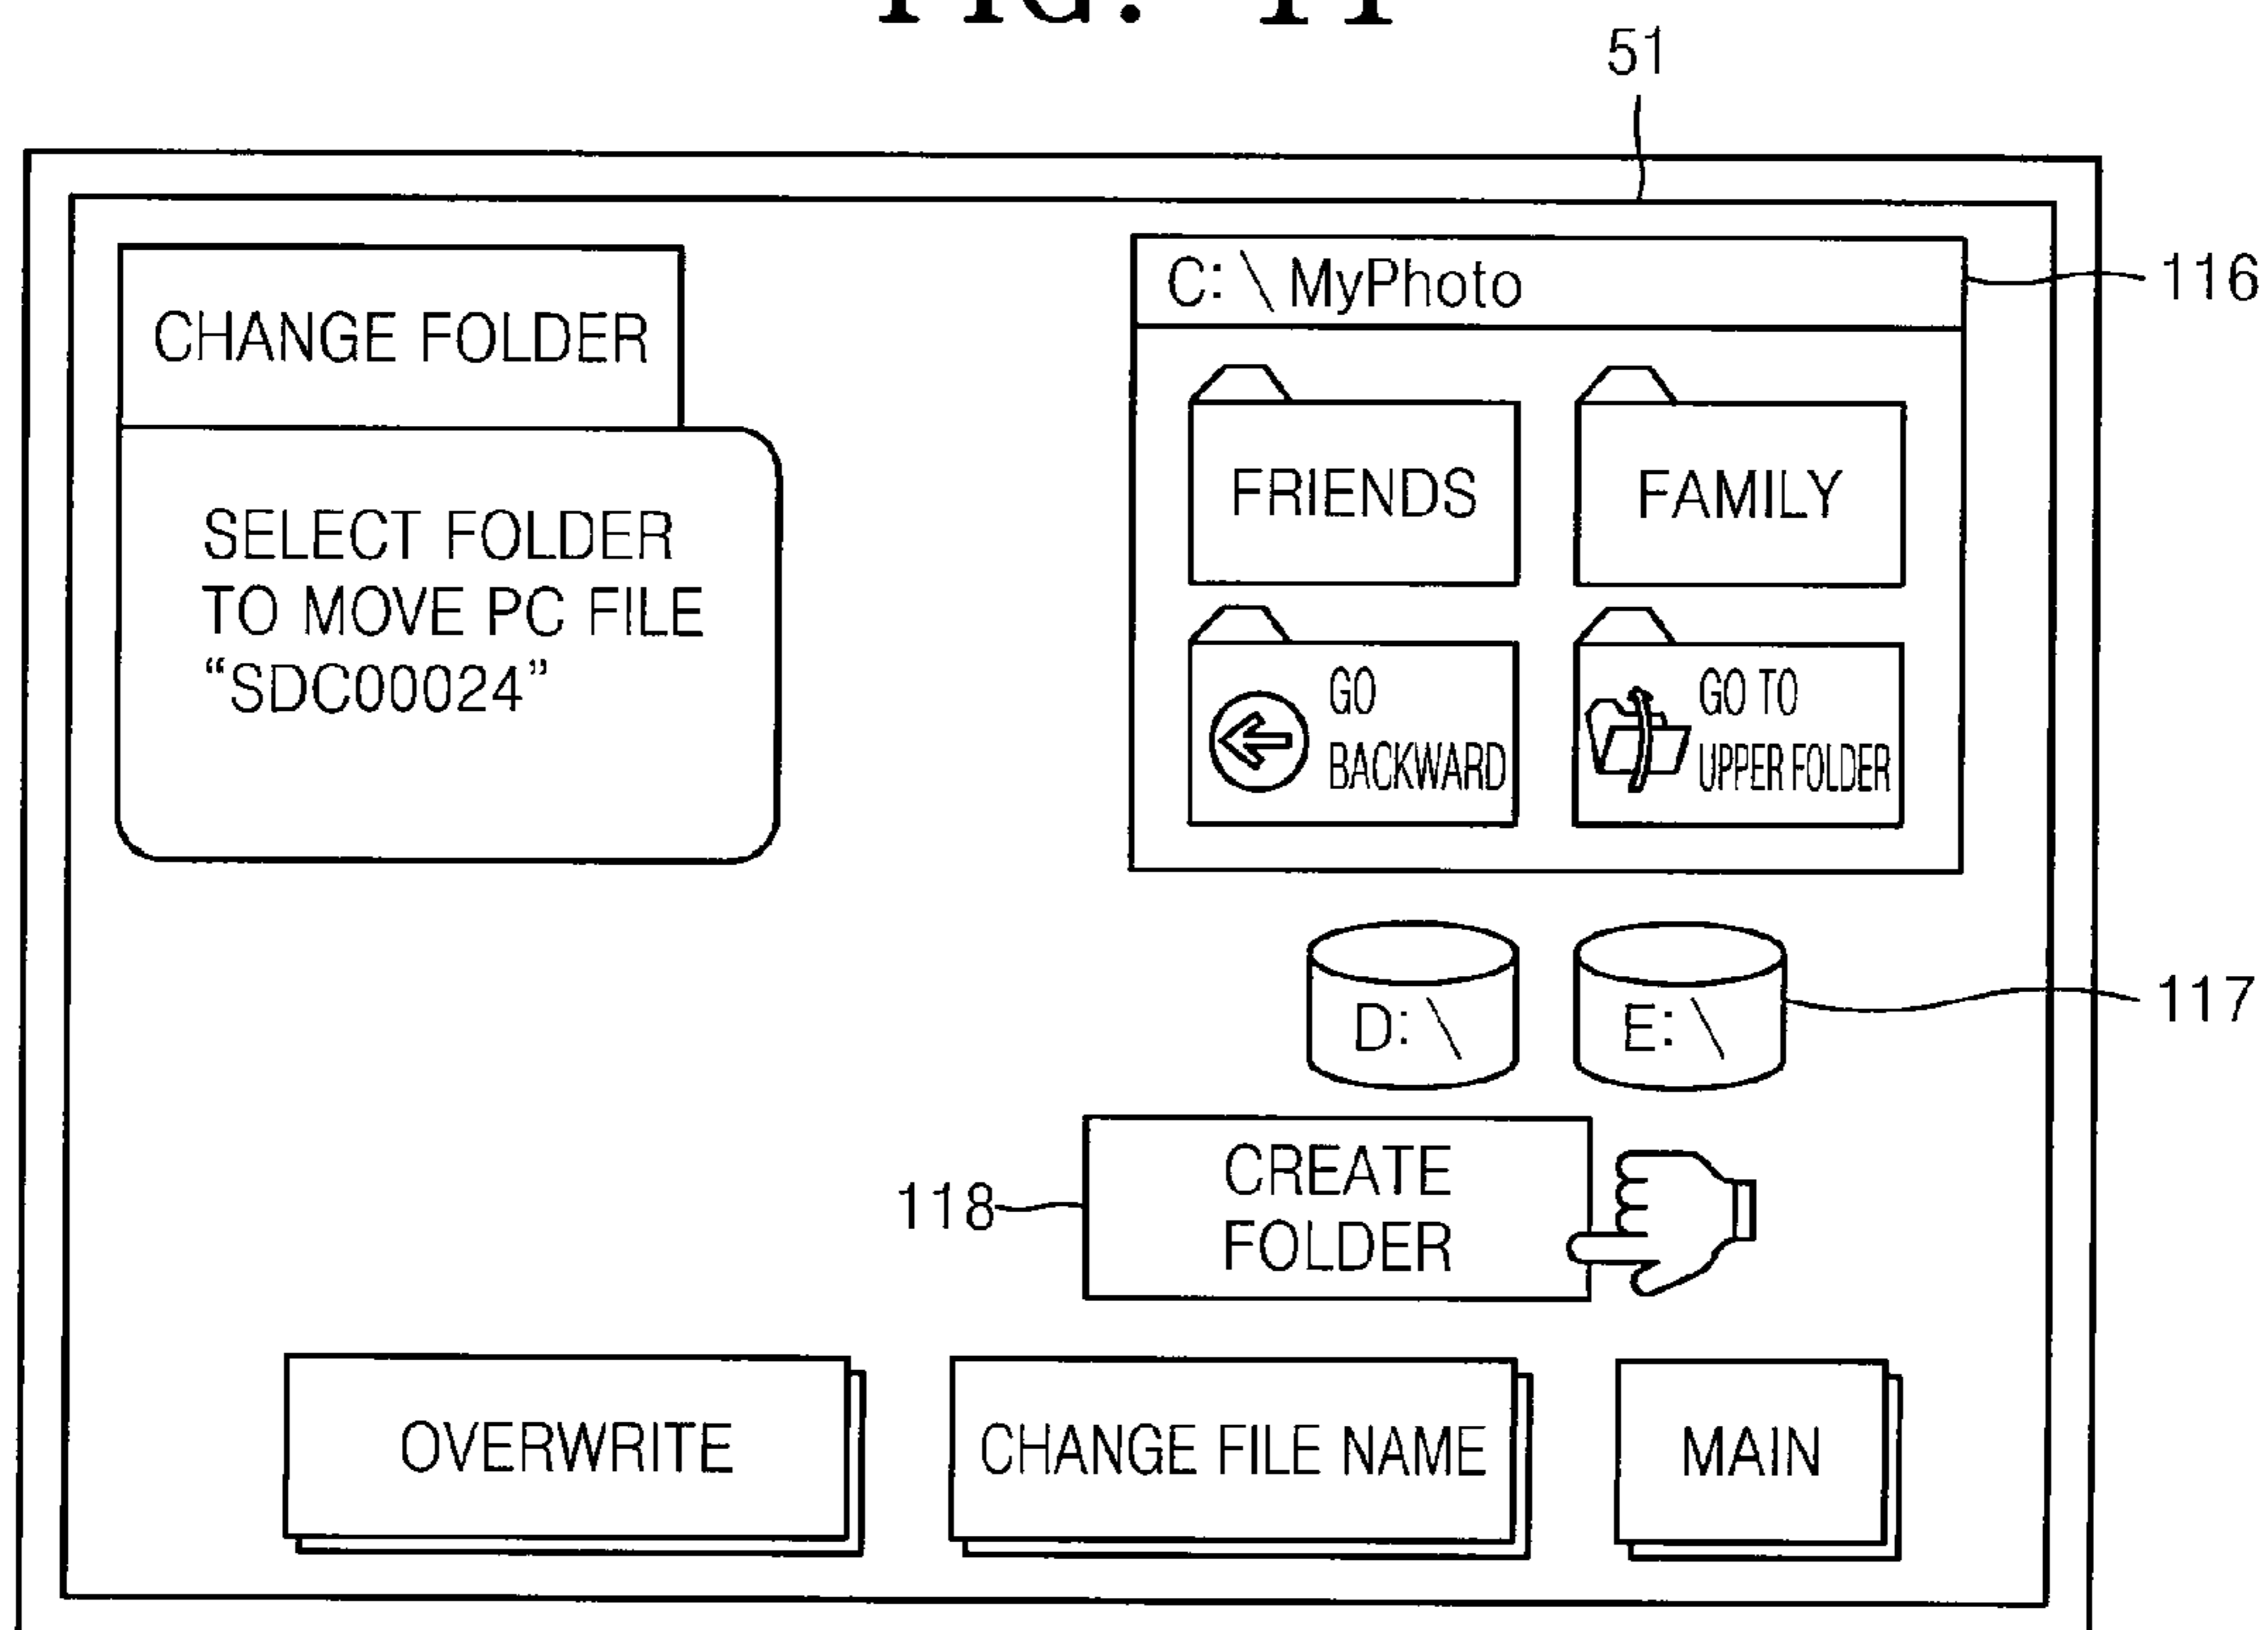 51
CHANGE FOLDER
SELECT FOLDER
TO MOVE PC FILE
“SDC00024”
C:\MyPhoto
116
FRIENDS
FAMILY
GO
BACKWARD
GO TO
UPPER FOLDER
D:\
E:\
117
118
CREATE
FOLDER
OVERWRITE
CHANGE FILE NAME
MAIN